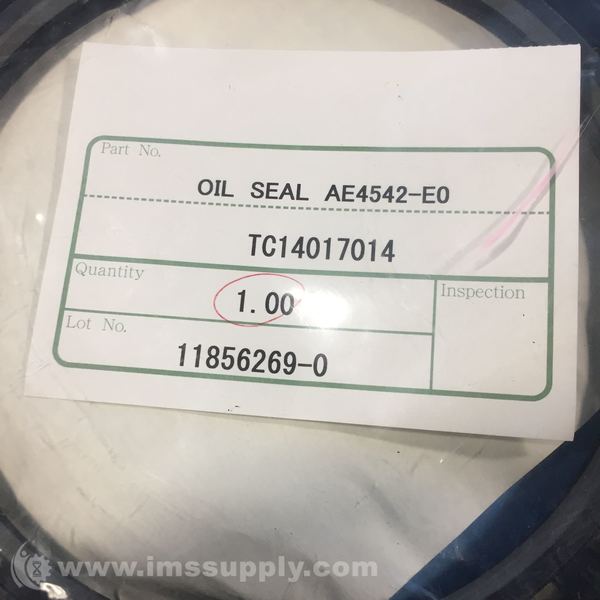 Part No.
OIL SEAL AE4542-E0
TC14017014
Quantity
1.00
Inspection
Lot No.
11856269-0
www.imssupply.com